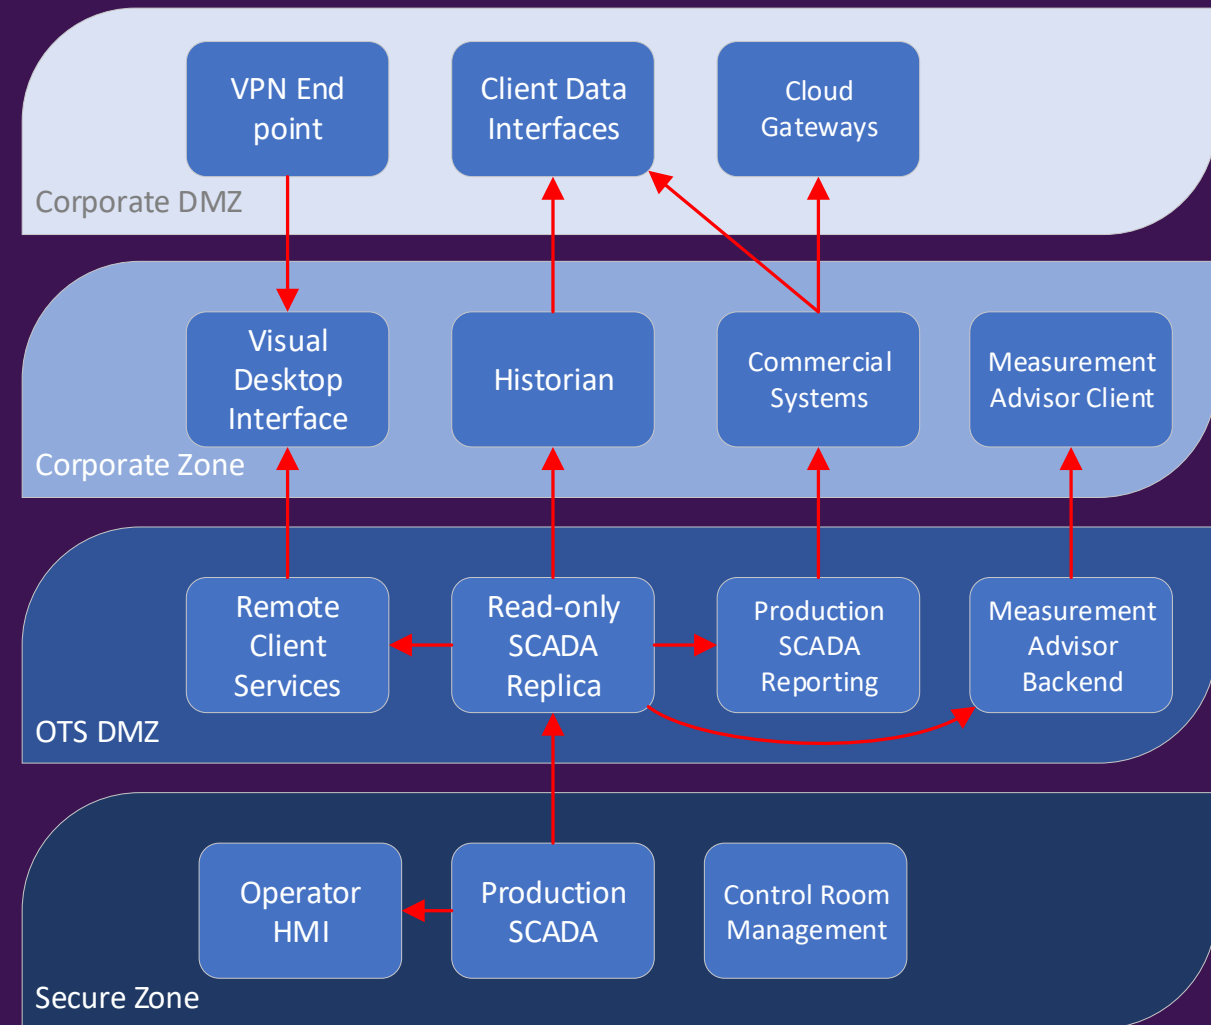 VPN End
point
Client Data
Interfaces
Cloud
Gateways
Corporate DMZ
Visual
Desktop
Interface
Historian
Commercial
Systems
Measurement
Advisor Client
Corporate Zone
Remote
Client
Services
Read-only
SCADA
Replica
Production
SCADA
Reporting
Measurement
Advisor
Backend
OTS DMZ
Operator
HMI
Production
SCADA
Control Room
Management
Secure Zone